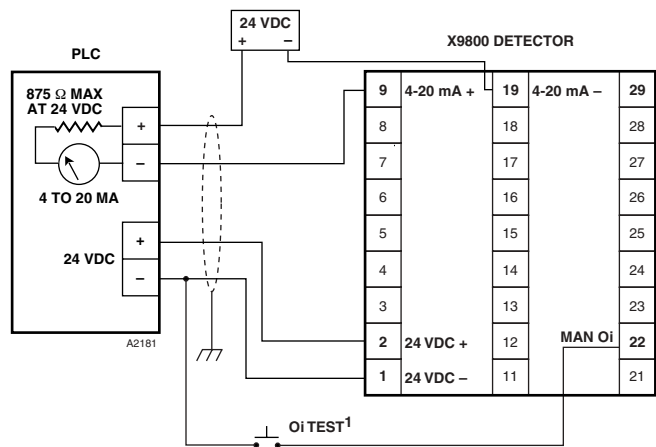 24 VDC
+ −
PLC
X9800 DETECTOR
875 Ω MAX
AT 24 VDC
+
−
4 TO 20 MA
24 VDC
+
−
A2181
9 4-20 mA + 19 4-20 mA − 29
8 18 28
7 17 27
6 16 26
5 15 25
4 14 24
3 13 23
2 24 VDC + 12 MAN Oi 22
1 24 VDC − 11 21
Oi TEST1